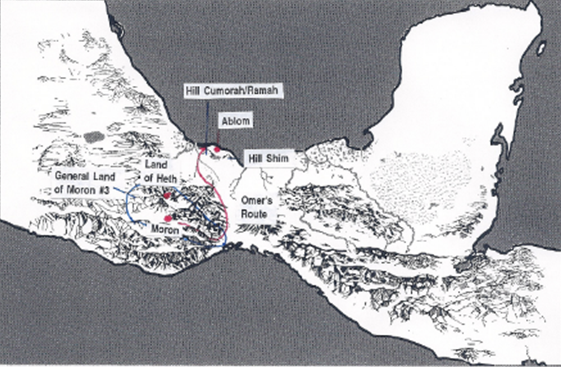 Hill Cumorah/Ramah
Ablom
Hill Shim
Land
of Heth
General Land
of Moron #3
Omer's
Route
Moron